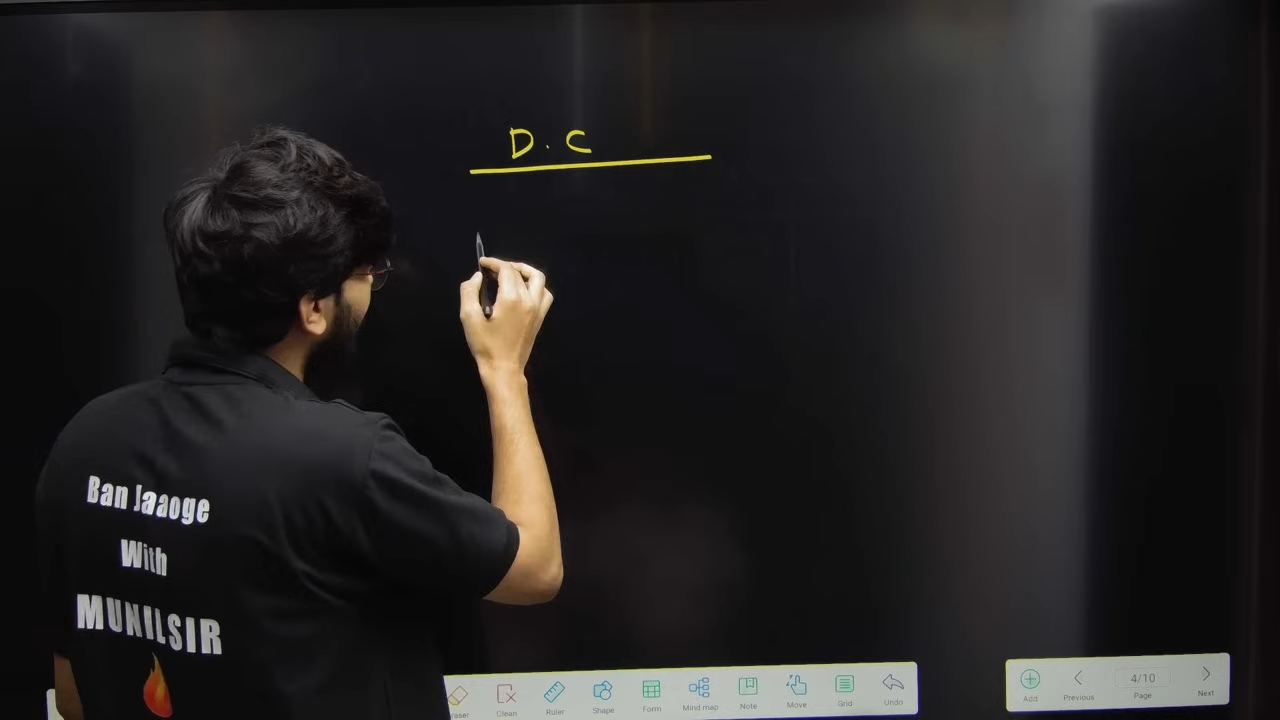 D.C
Ban Jaaoge
With
MUNILSIR
Clean
Ruler
Shape
Form
Mind map
Note
Move
Grid
Undo
Add
Previous
4/10
Page
Next